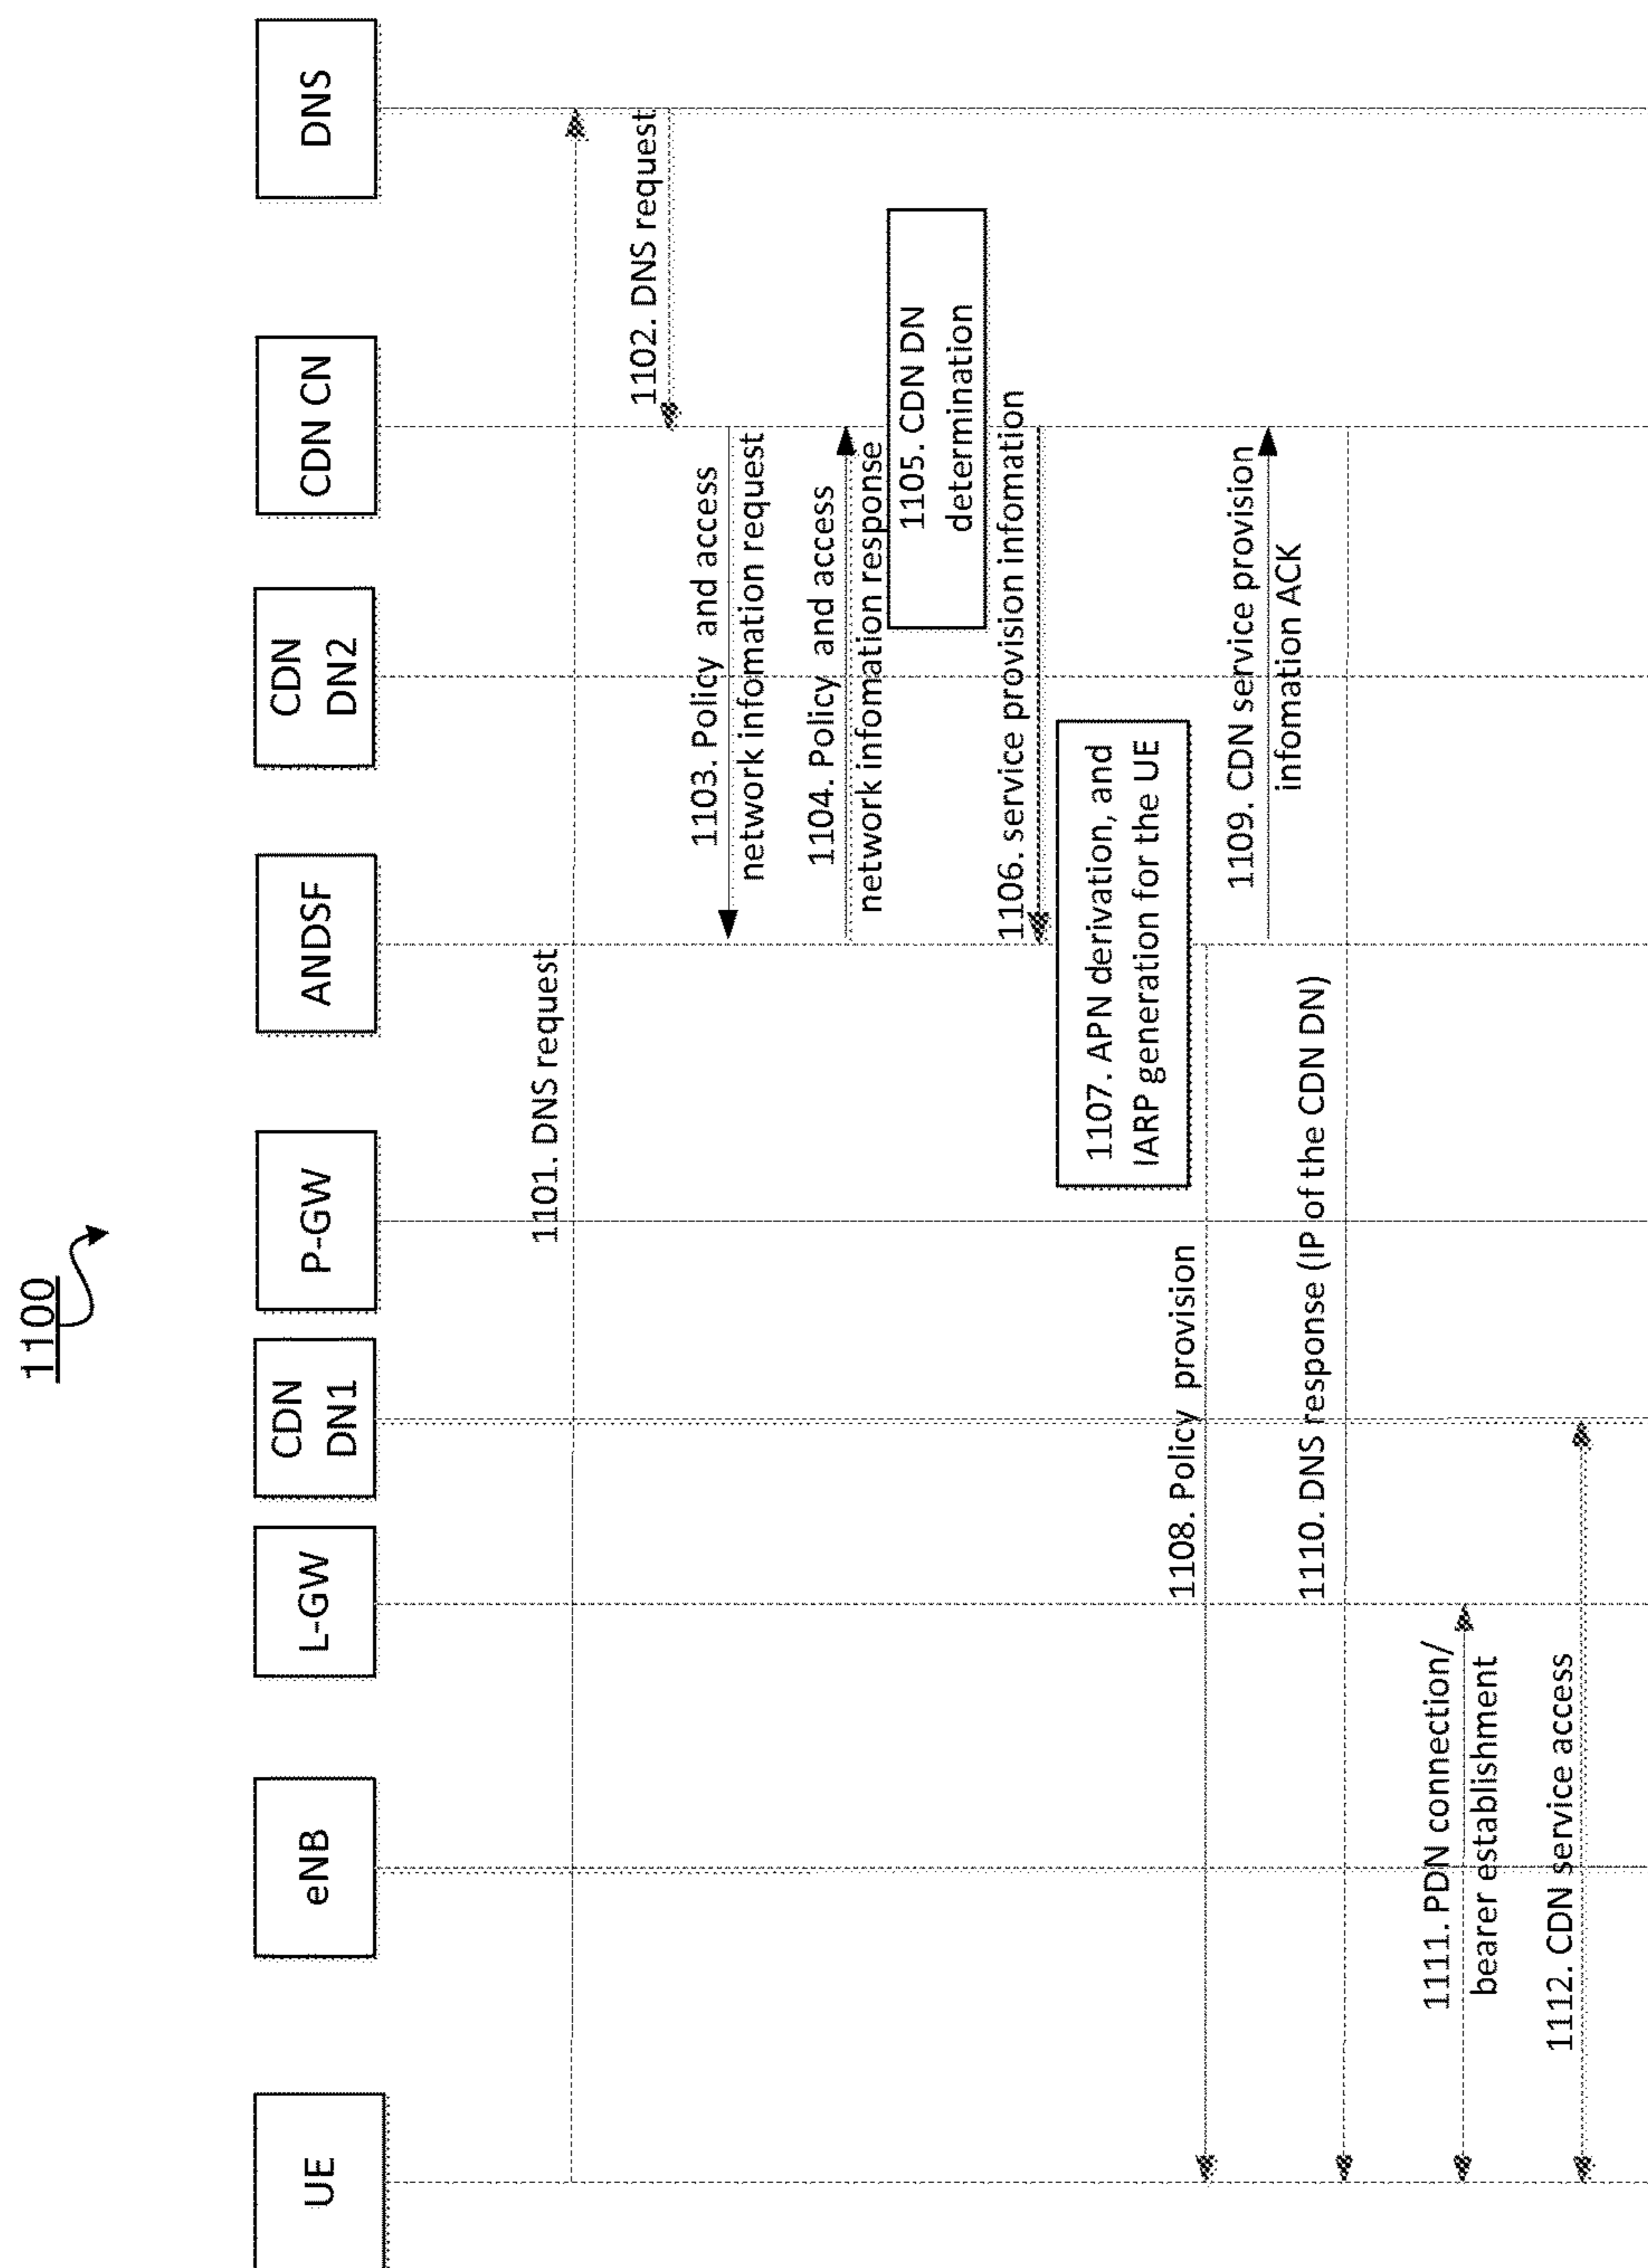 1100
UE
eNB
L-GW
CDN
DN1
P-GW
ANDSF
CDN
DN2
CDN CN
DNS
1101. DNS request
1102. DNS request
1103. Policy and access
network infomation request
1104. Policy and access
network infomation response
1105. CDN DN
determination
1106. service provision infomation
1107. APN derivation, and
IARP generation for the UE
1108. Policy provision
1109. CDN service provision
infomation ACK
1110. DNS response (IP of the CDN DN)
1111. PDN connection/
bearer establishment
1112. CDN service access